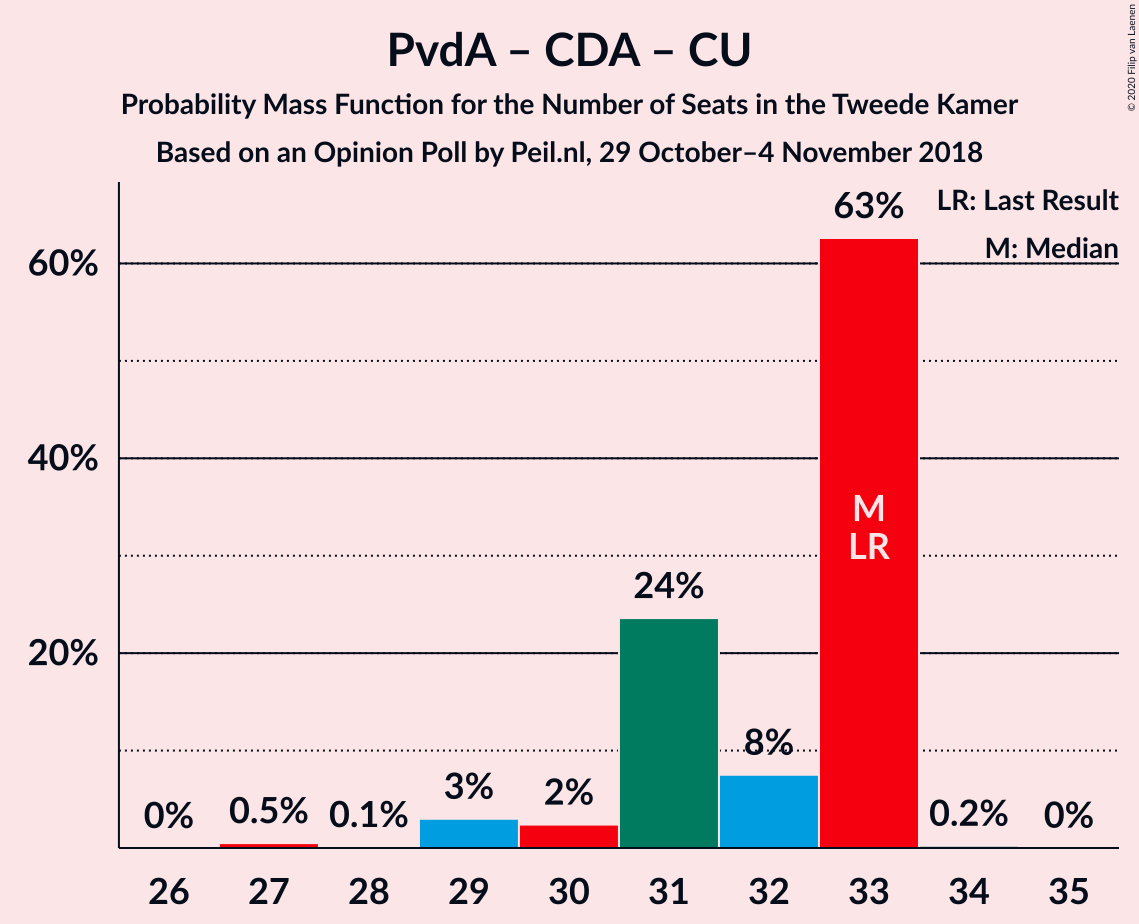 PvdA – CDA – CU
Probability Mass Function for the Number of Seats in the Tweede Kamer
Based on an Opinion Poll by Peil.nl, 29 October–4 November 2018
© 2020 Filip van Laenen
LR: Last Result
M: Median
60%
40%
20%
0%
0.5%
0.1%
3%
2%
24%
8%
63%
0.2%
0%
M
LR
26 27 28 29 30 31 32 33 34 35